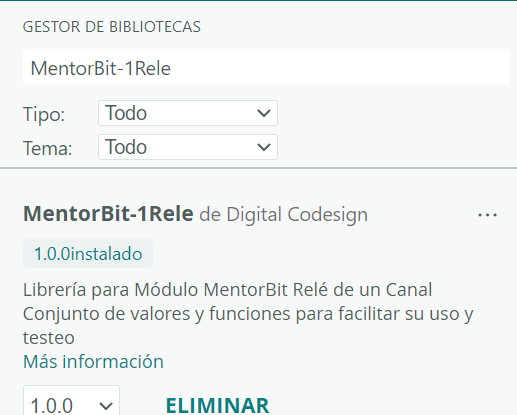 GESTOR DE BIBLIOTECAS
MentorBit-1Rele
Tipo: Todo
Tema: Todo
MentorBit-1Rele de Digital Codesign ...
1.0.0instalado
Librería para Módulo MentorBit Relé de un Canal
Conjunto de valores y funciones para facilitar su uso y
testeo
Más información
1.0.0 ELIMINAR